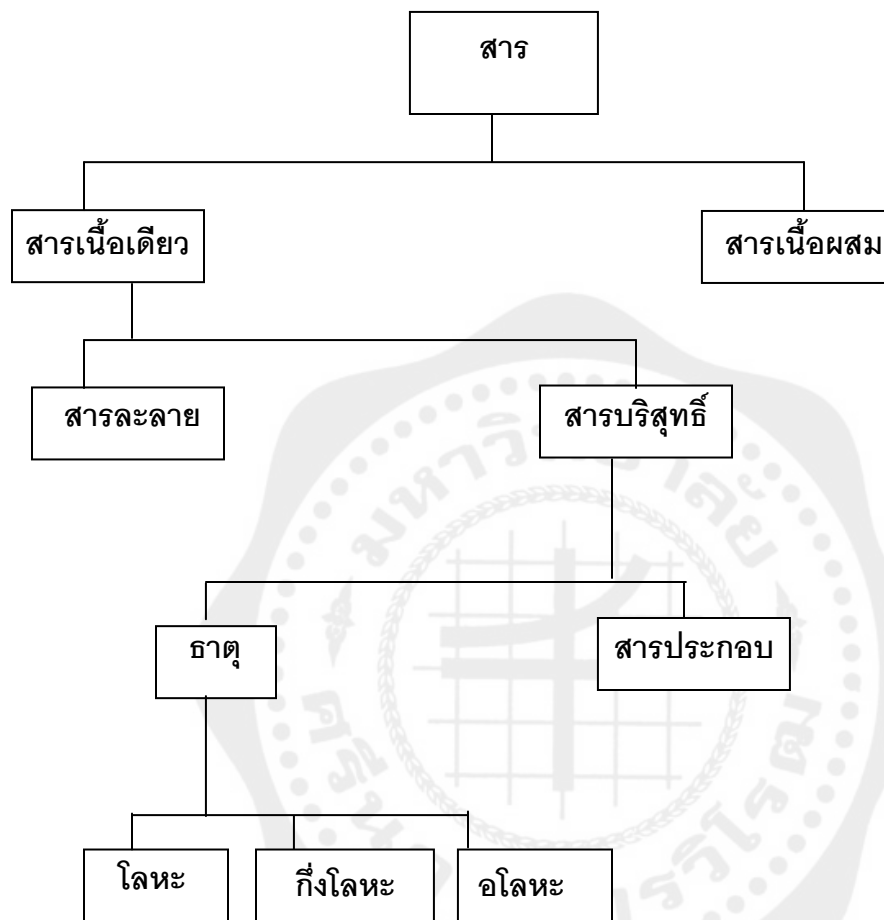 สาร
สารเนื้อเดียว
สารเนื้อผสม
สารละลาย
สารบริสุทธิ์
ธาตุ
สารประกอบ
โลหะ
กึ่งโลหะ
อโลหะ